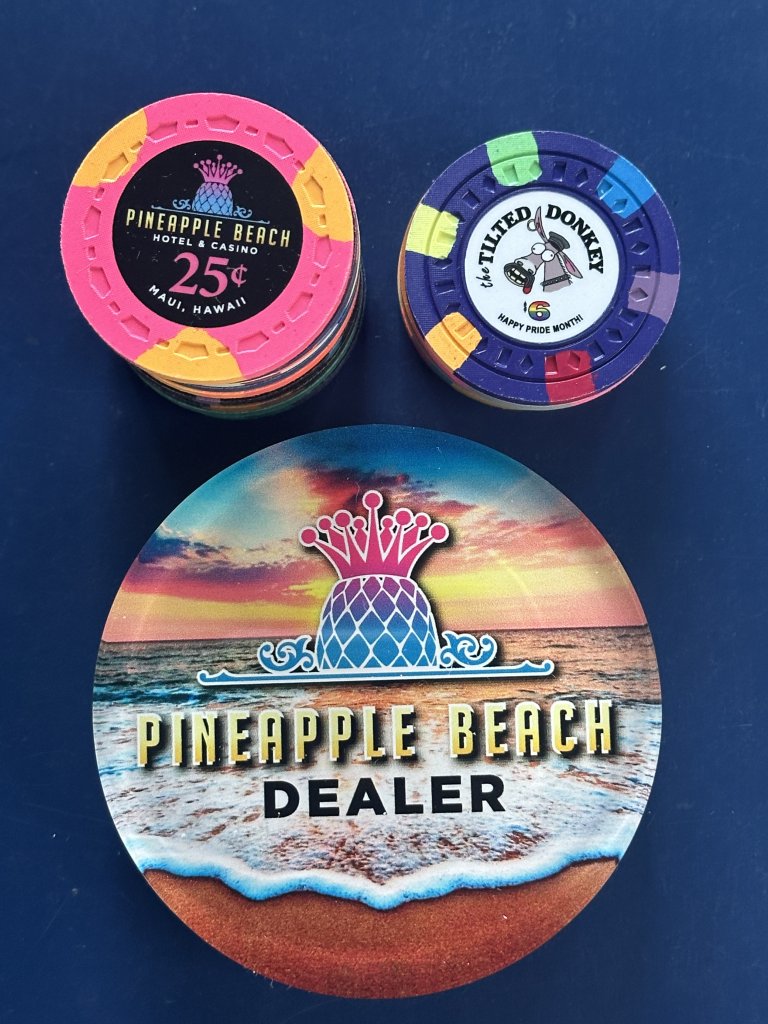 PINEAPPLE BEACH
HOTEL & CASINO
25¢
MAUI, HAWAII
the TILTED DONKEY
$6
HAPPY PRIDE MONTH!
PINEAPPLE BEACH
DEALER